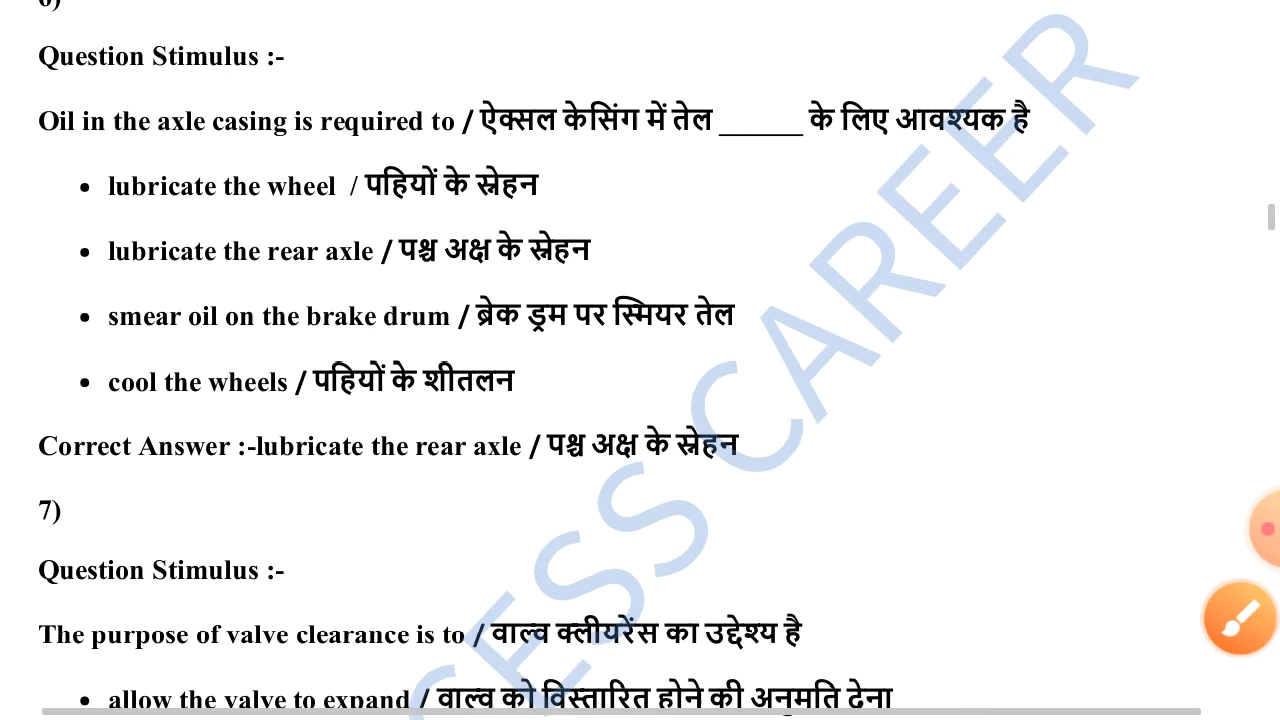 6)
Question Stimulus :-
Oil in the axle casing is required to / ऐक्सल केसिंग में तेल ______ के लिए आवश्यक है
• lubricate the wheel / पहियों के स्नेहन
• lubricate the rear axle / पश्च अक्ष के स्नेहन
• smear oil on the brake drum / ब्रेक ड्रम पर स्मियर तेल
• cool the wheels / पहियों के शीतलन
Correct Answer :-lubricate the rear axle / पश्च अक्ष के स्नेहन
7)
Question Stimulus :-
The purpose of valve clearance is to / वाल्व क्लीयरेंस का उद्देश्य है
• allow the valve to expand / वाल्व को विस्तारित होने की अनुमति देना
CESS CAREER